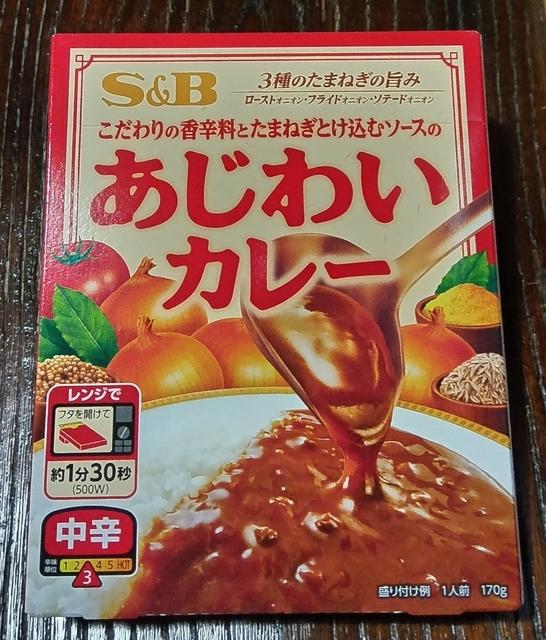 S&B
3種のたまねぎの旨み
ローストオニオン・フライドオニオン・ソテードオニオン
こだわりの香辛料とたまねぎとけ込むソースの
あじわい
カレー
レンジで
フタを開けて
約1分30秒
(500W)
中辛
辛味順位 1 2 3 4 5 HOT
盛り付け例 1人前 170g